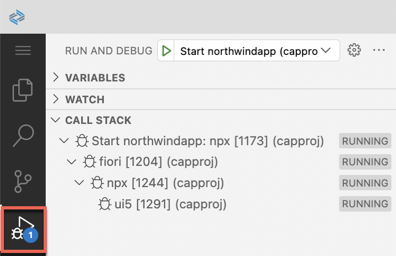 RUN AND DEBUG
Start northwindapp (cappro
VARIABLES
WATCH
CALL STACK
Start northwindapp: npx [1173] (capproj) RUNNING
fiori [1204] (capproj) RUNNING
npx [1244] (capproj) RUNNING
ui5 [1291] (capproj) RUNNING
1